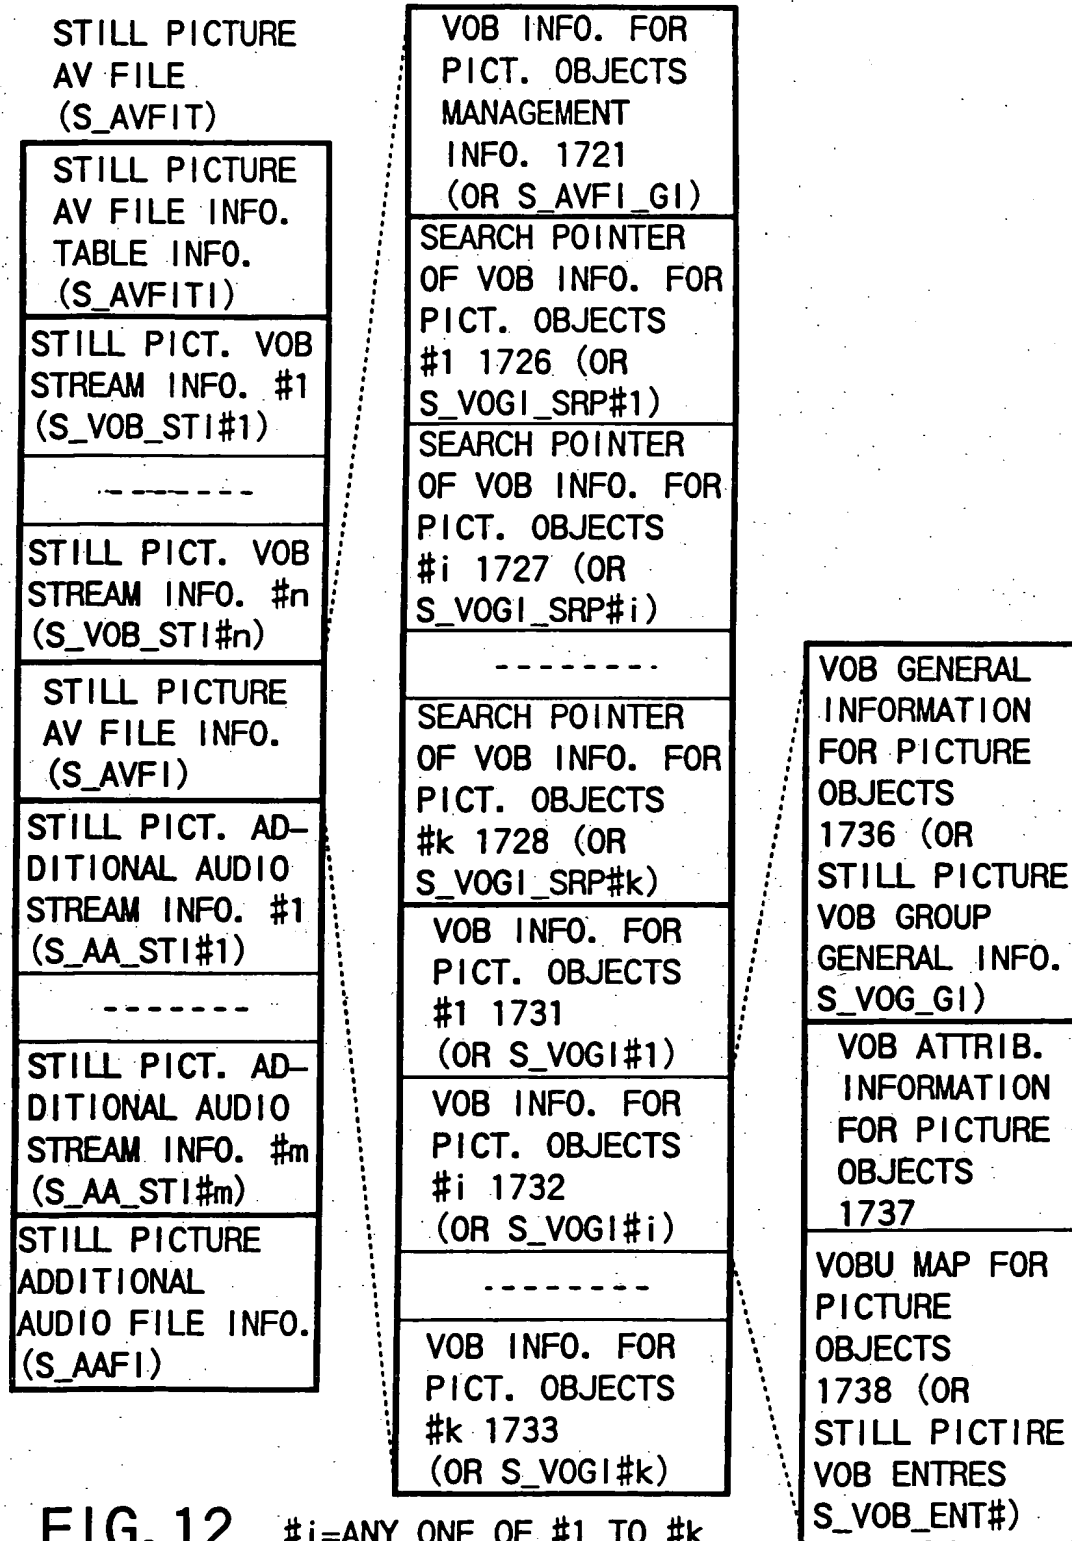 STILL PICTURE
AV FILE
(S_AVFIT)
STILL PICTURE
AV FILE INFO.
TABLE INFO.
(S_AVFITI)
STILL PICT. VOB
STREAM INFO. #1
(S_VOB_STI#1)
-------
STILL PICT. VOB
STREAM INFO. #n
(S_VOB_STI#n)
STILL PICTURE
AV FILE INFO.
(S_AVFI)
STILL PICT. AD-
DITIONAL AUDIO
STREAM INFO. #1
(S_AA_STI#1)
-------
STILL PICT. AD-
DITIONAL AUDIO
STREAM INFO. #m
(S_AA_STI#m)
STILL PICTURE
ADDITIONAL
AUDIO FILE INFO.
(S_AAFI)
VOB INFO. FOR
PICT. OBJECTS
MANAGEMENT
INFO. 1721
(OR S_AVFI_GI)
SEARCH POINTER
OF VOB INFO. FOR
PICT. OBJECTS
#1 1726 (OR
S_VOGI_SRP#1)
SEARCH POINTER
OF VOB INFO. FOR
PICT. OBJECTS
#i 1727 (OR
S_VOGI_SRP#i)
--------
SEARCH POINTER
OF VOB INFO. FOR
PICT. OBJECTS
#k 1728 (OR
S_VOGI_SRP#k)
VOB INFO. FOR
PICT. OBJECTS
#1 1731
(OR S_VOGI#1)
VOB INFO. FOR
PICT. OBJECTS
#i 1732
(OR S_VOGI#i)
--------
VOB INFO. FOR
PICT. OBJECTS
#k 1733
(OR S_VOGI#k)
VOB GENERAL
INFORMATION
FOR PICTURE
OBJECTS
1736 (OR
STILL PICTURE
VOB GROUP
GENERAL INFO.
S_VOG_GI)
VOB ATTRIB.
INFORMATION
FOR PICTURE
OBJECTS
1737
VOBU MAP FOR
PICTURE
OBJECTS
1738 (OR
STILL PICTIRE
VOB ENTRES
S_VOB_ENT#)
FIG. 12 #i=ANY ONE OF #1 TO #k